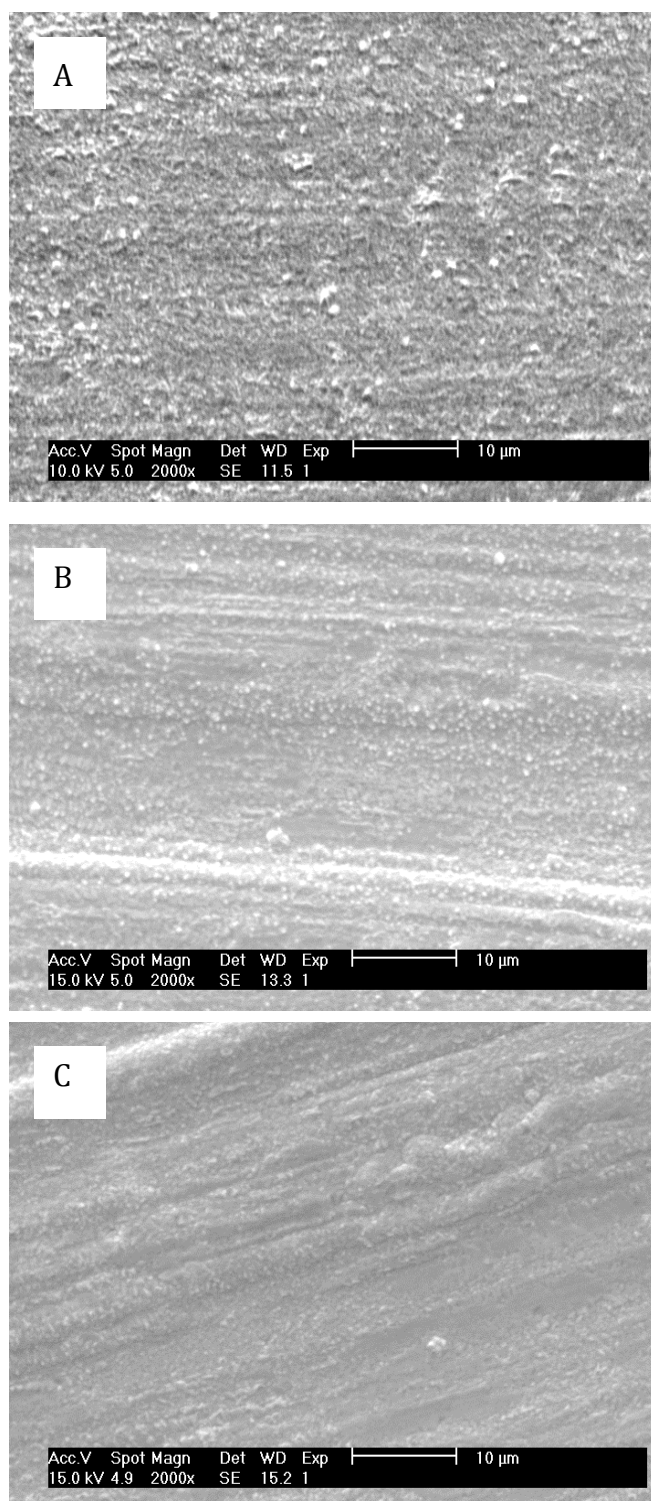 A
Acc.V Spot Magn Det WD Exp 10 µm
10.0 kV 5.0 2000x SE 11.5 1
B
Acc.V Spot Magn Det WD Exp 10 µm
15.0 kV 5.0 2000x SE 13.3 1
C
Acc.V Spot Magn Det WD Exp 10 µm
15.0 kV 4.9 2000x SE 15.2 1